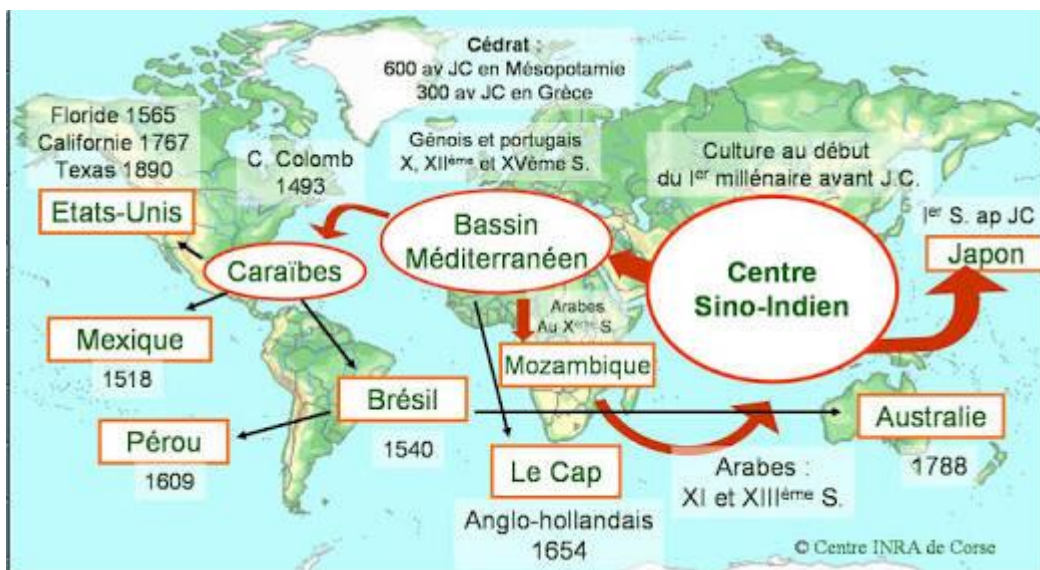 Cédrat :
600 av JC en Mésopotamie
300 av JC en Grèce
Floride 1565
Californie 1767
Texas 1890
Etats-Unis
C. Colomb
1493
Génois et portugais
X, XIIème et XVème S.
Culture au début
du Ier millénaire avant J.C.
Ier S. ap JC
Japon
Bassin
Méditerranéen
Caraïbes
Centre
Sino-Indien
Arabes
Au Xème S.
Mexique
1518
Mozambique
Brésil
1540
Pérou
1609
Australie
1788
Le Cap
Anglo-hollandais
1654
Arabes :
XI et XIIIème S.
© Centre INRA de Corse